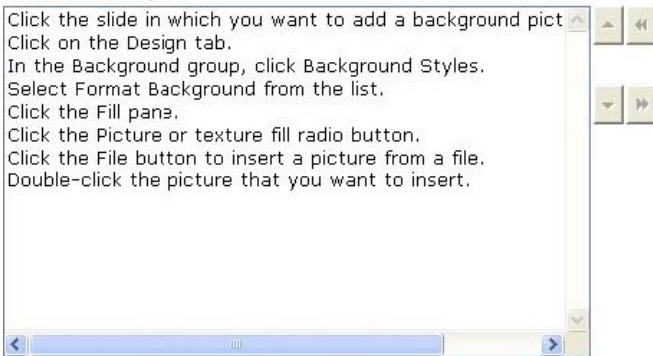 Click the slide in which you want to add a background pict
Click on the Design tab.
In the Background group, click Background Styles.
Select Format Background from the list.
Click the Fill pane.
Click the Picture or texture fill radio button.
Click the File button to insert a picture from a file.
Double-click the picture that you want to insert.